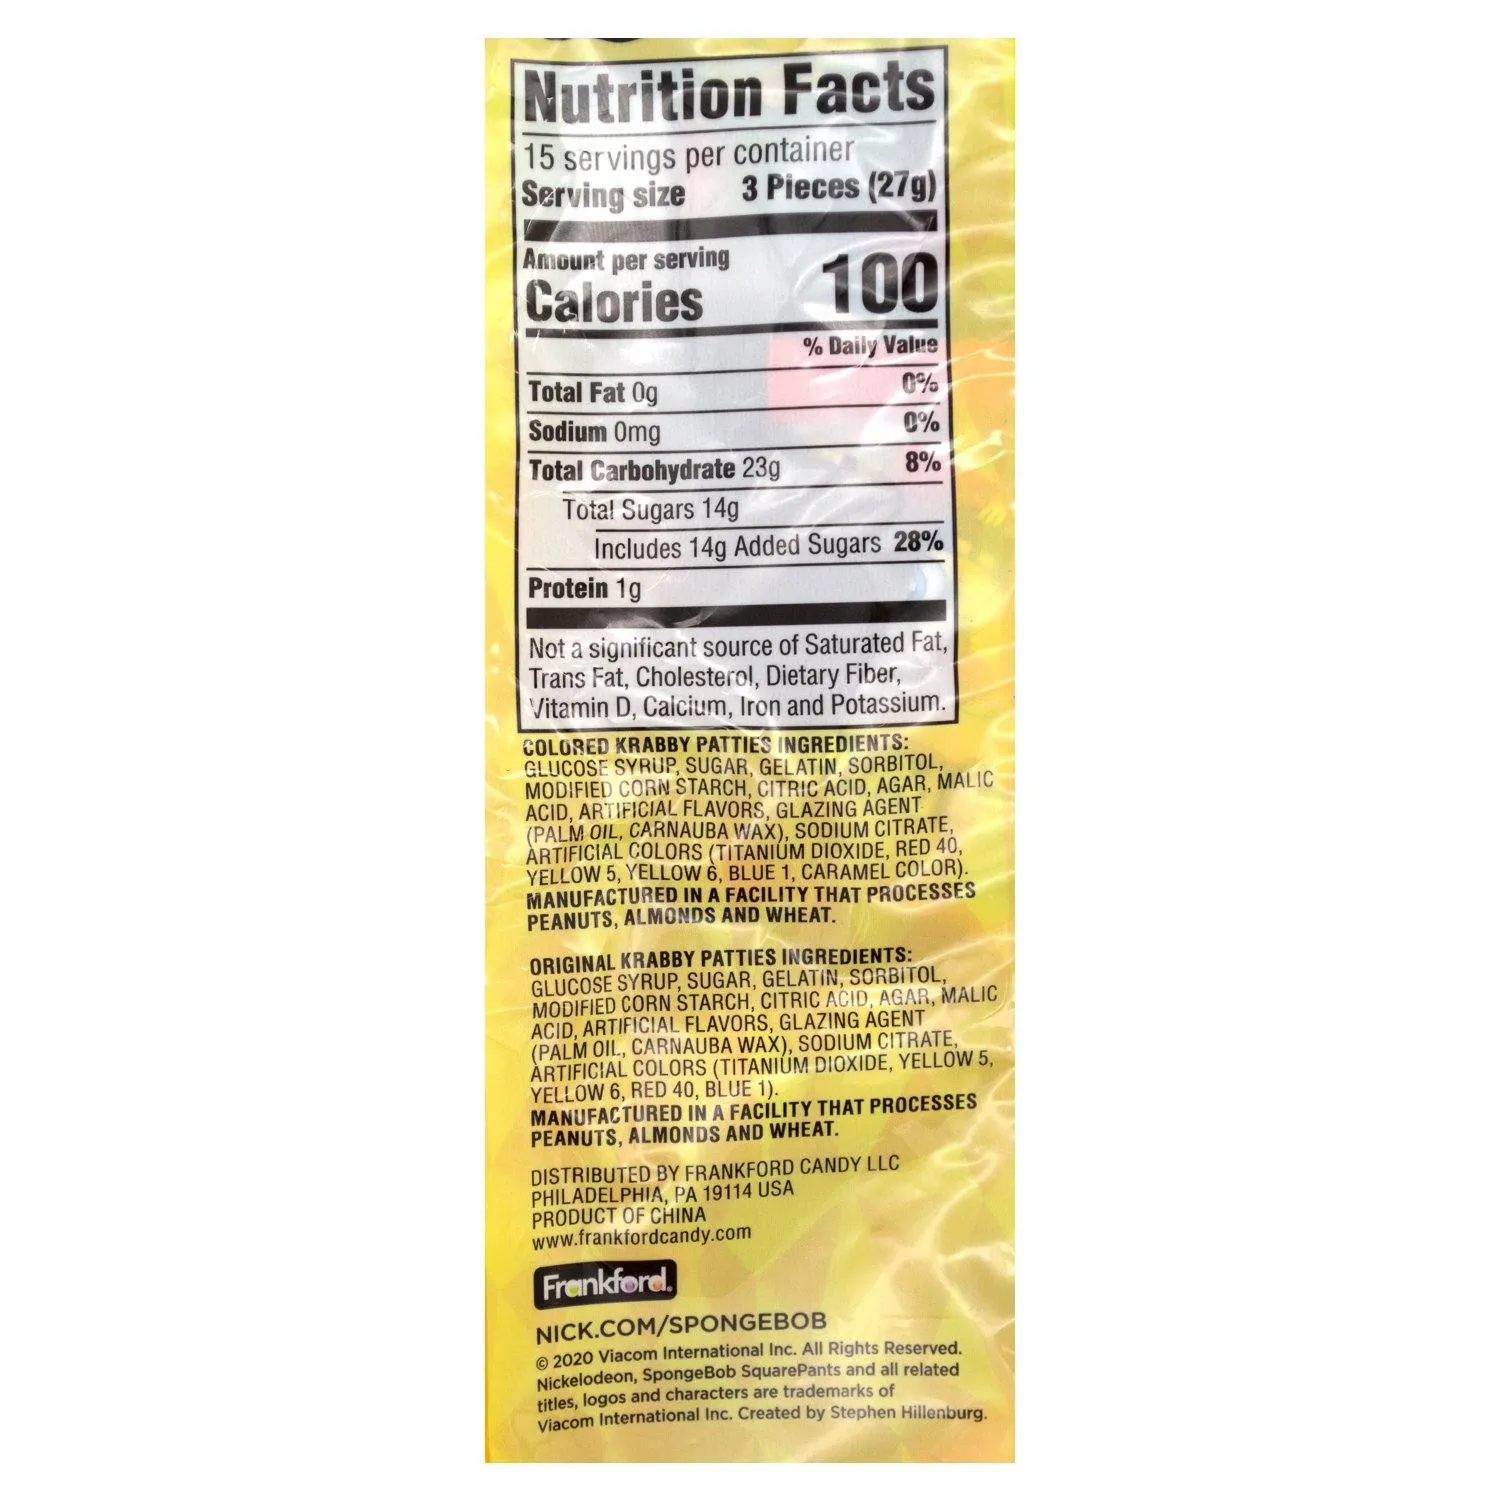 Nutrition Facts
15 servings per container
Serving size 3 Pieces (27g)
Amount per serving
Calories 100
% Daily Value
Total Fat 0g 0%
Sodium 0mg 0%
Total Carbohydrate 23g 8%
Total Sugars 14g
Includes 14g Added Sugars 28%
Protein 1g
Not a significant source of Saturated Fat,
Trans Fat, Cholesterol, Dietary Fiber,
Vitamin D, Calcium, Iron and Potassium.
COLORED KRABBY PATTIES INGREDIENTS:
GLUCOSE SYRUP, SUGAR, GELATIN, SORBITOL,
MODIFIED CORN STARCH, CITRIC ACID, AGAR, MALIC
ACID, ARTIFICIAL FLAVORS, GLAZING AGENT
(PALM OIL, CARNAUBA WAX), SODIUM CITRATE,
ARTIFICIAL COLORS (TITANIUM DIOXIDE, RED 40,
YELLOW 5, YELLOW 6, BLUE 1, CARAMEL COLOR).
MANUFACTURED IN A FACILITY THAT PROCESSES
PEANUTS, ALMONDS AND WHEAT.
ORIGINAL KRABBY PATTIES INGREDIENTS:
GLUCOSE SYRUP, SUGAR, GELATIN, SORBITOL,
MODIFIED CORN STARCH, CITRIC ACID, AGAR, MALIC
ACID, ARTIFICIAL FLAVORS, GLAZING AGENT
(PALM OIL, CARNAUBA WAX), SODIUM CITRATE,
ARTIFICIAL COLORS (TITANIUM DIOXIDE, YELLOW 5,
YELLOW 6, RED 40, BLUE 1).
MANUFACTURED IN A FACILITY THAT PROCESSES
PEANUTS, ALMONDS AND WHEAT.
DISTRIBUTED BY FRANKFORD CANDY LLC
PHILADELPHIA, PA 19114 USA
PRODUCT OF CHINA
www.frankfordcandy.com
Frankford®
NICK.COM/SPONGEBOB
© 2020 Viacom International Inc. All Rights Reserved.
Nickelodeon, SpongeBob SquarePants and all related
titles, logos and characters are trademarks of
Viacom International Inc. Created by Stephen Hillenburg.